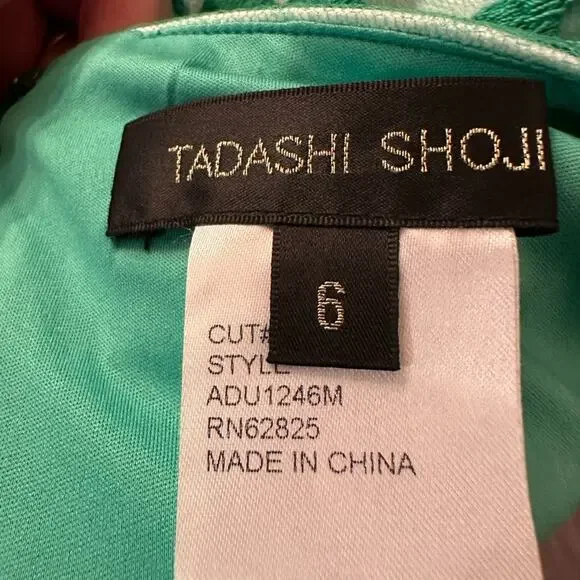 TADASHI SHOJI
6
CUT#
STYLE
ADU1246M
RN62825
MADE IN CHINA